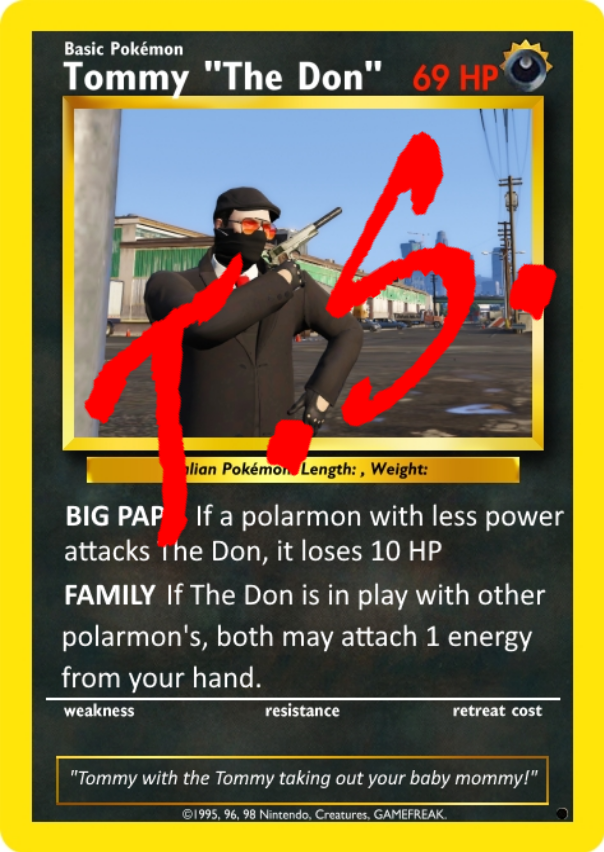 Basic Pokémon
Tommy "The Don" 69 HP
T.S.
Pokémon. Length: , Weight:
BIG If a polarmon with less power
attacks The Don, it loses 10 HP
FAMILY If The Don is in play with other
polarmon's, both may attach 1 energy
from your hand.
weakness resistance retreat cost
"Tommy with the Tommy taking out your baby mommy!"
©1995, 96, 98 Nintendo, Creatures, GAMEFREAK.